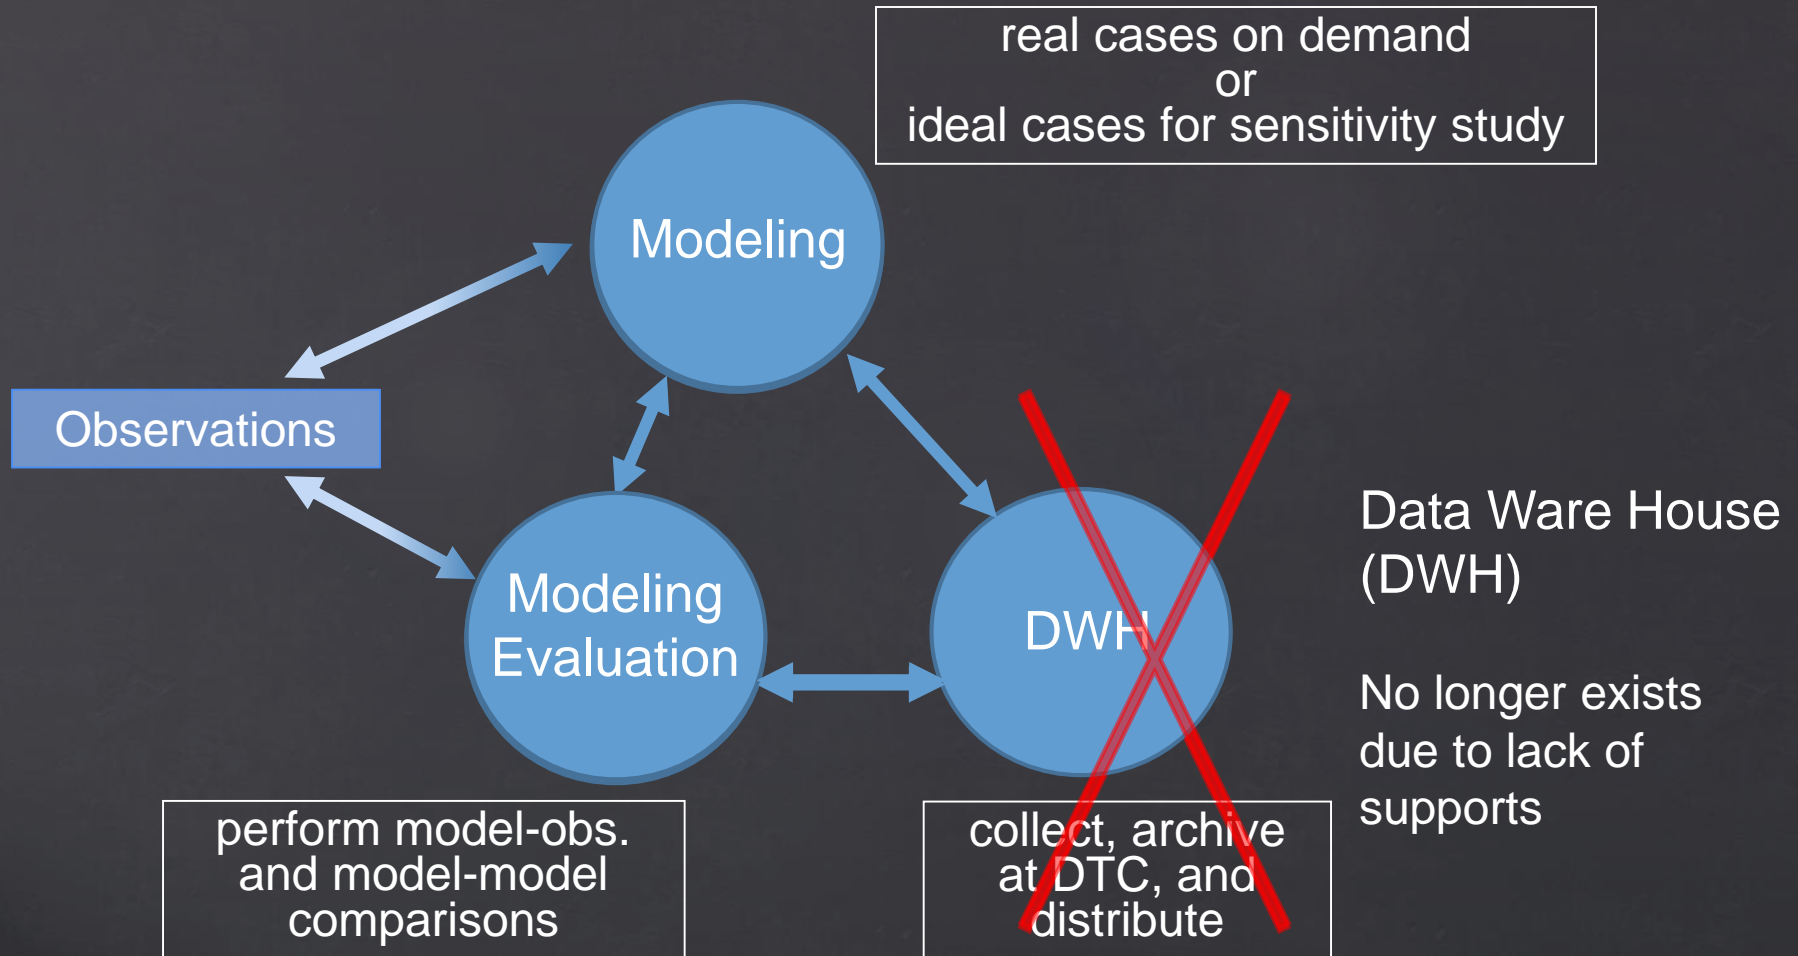 real cases on demand
or
ideal cases for sensitivity study
Modeling
Observations
Modeling
Evaluation
DWH
Data Ware House
(DWH)
No longer exists
due to lack of
supports
perform model-obs.
and model-model
comparisons
collect, archive
at DTC, and
distribute